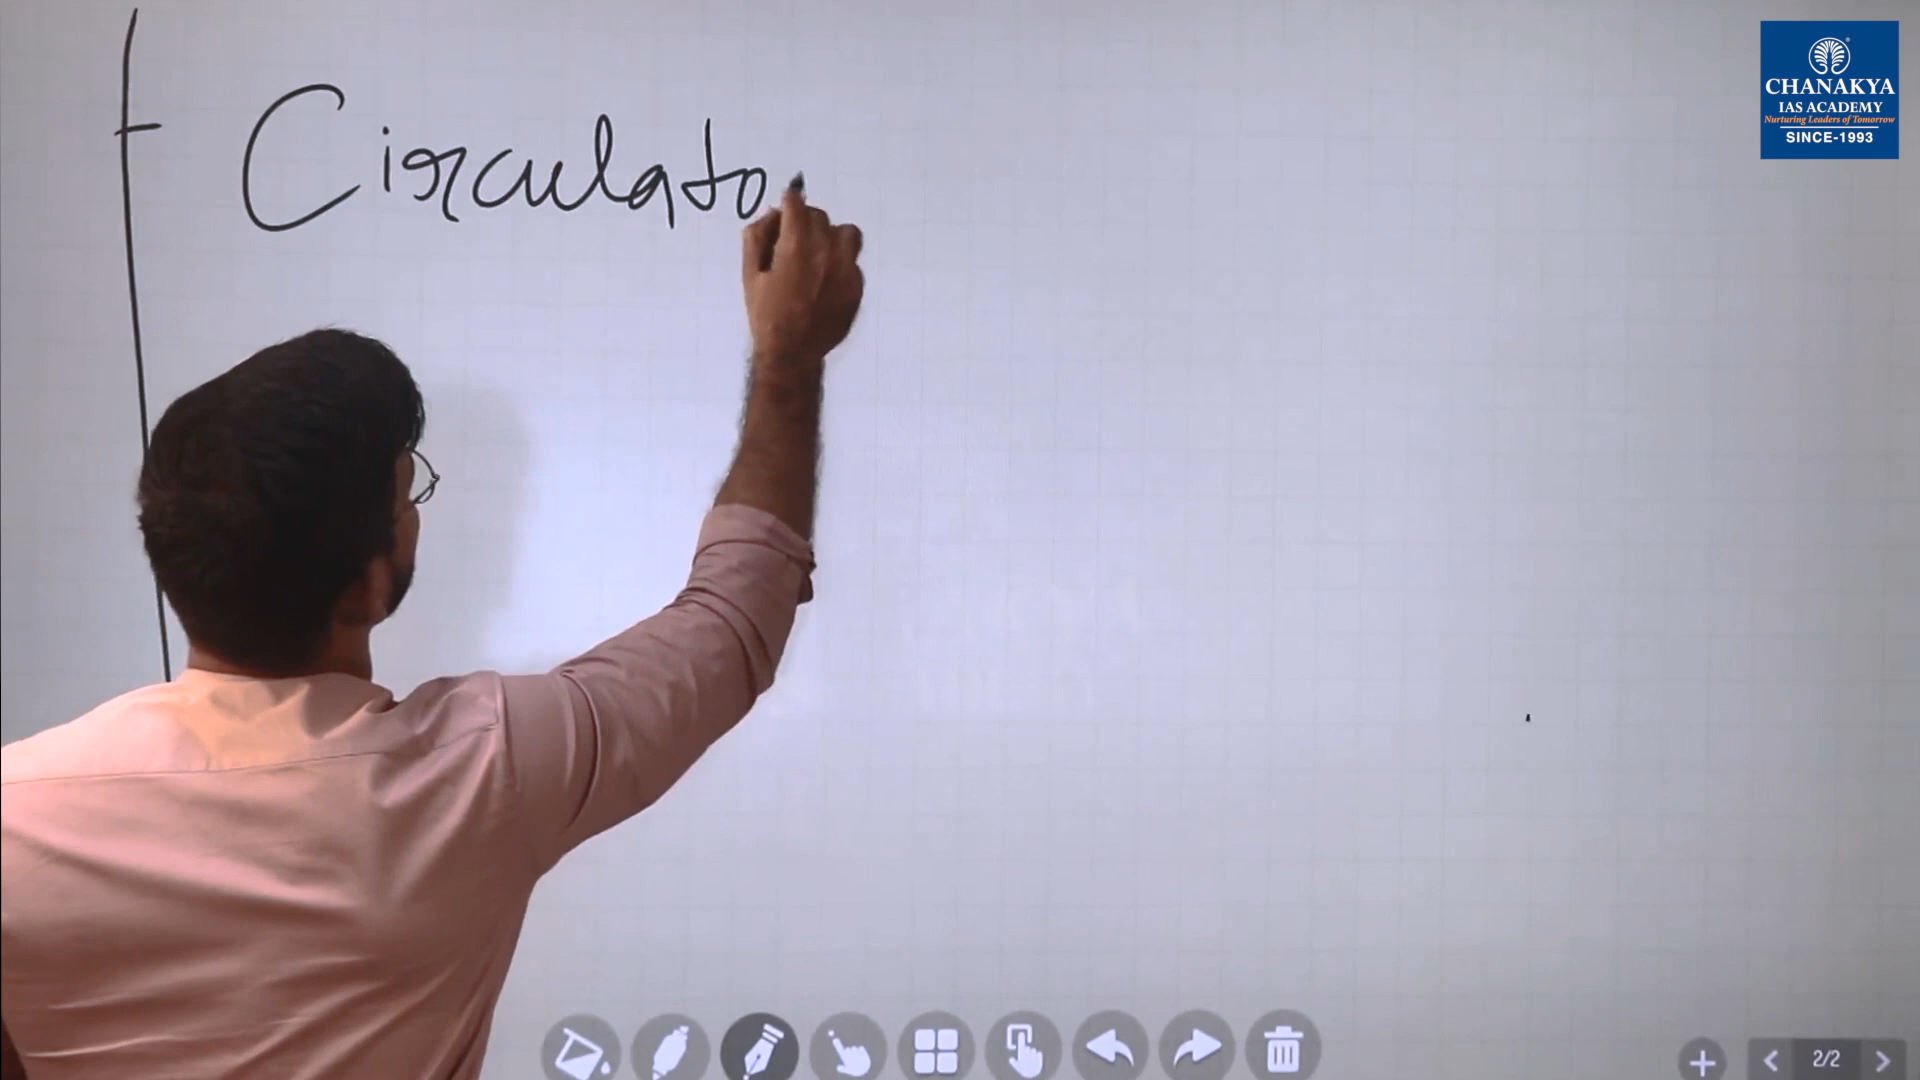 Circulato
CHANAKYA
IAS ACADEMY
Nurturing Leaders of Tomorrow
SINCE-1993
2/2